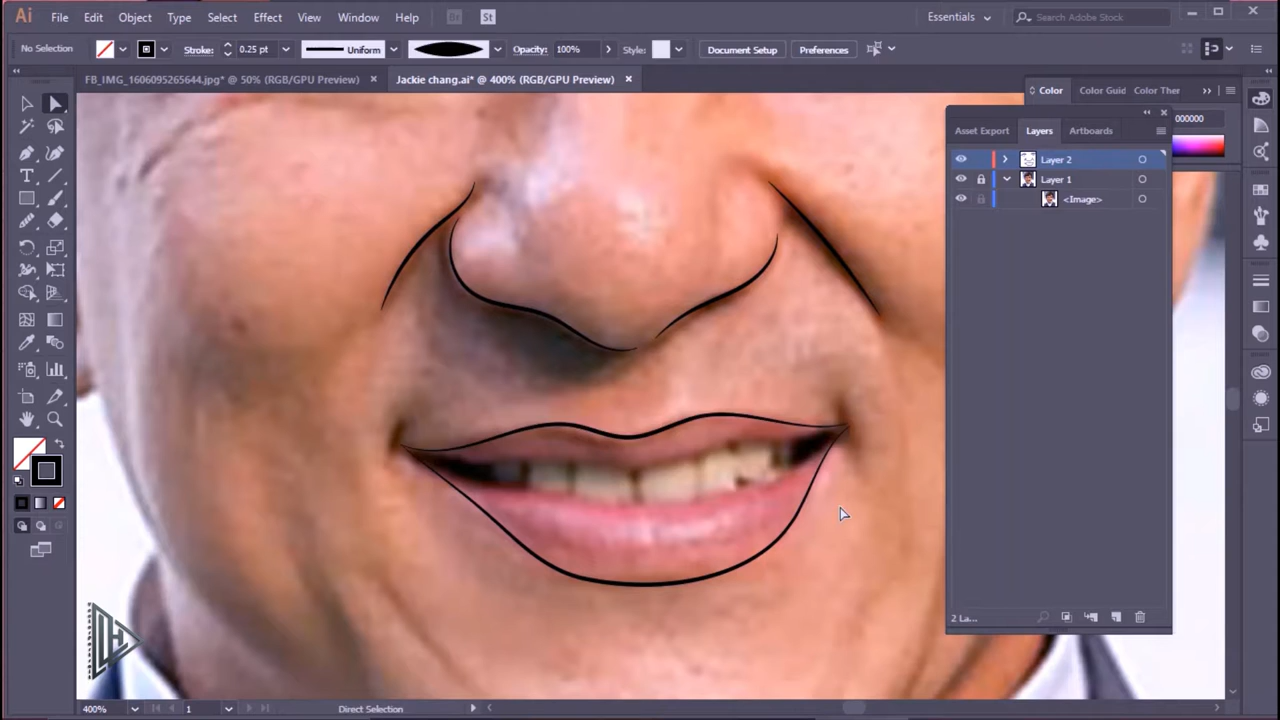 Ai File Edit Object Type Select Effect View Window Help Br St Essentials Search Adobe Stock
No Selection Stroke: 0.25 pt Uniform Opacity: 100% Style: Document Setup Preferences
FB_IMG_1606095265644.jpg* @ 50% (RGB/GPU Preview) Jackie chang.ai* @ 400% (RGB/GPU Preview)
Color Color Guid Color Ther
000000
Asset Export Layers Artboards
Layer 2
Layer 1
<Image>
2 La...
400% 1 Direct Selection